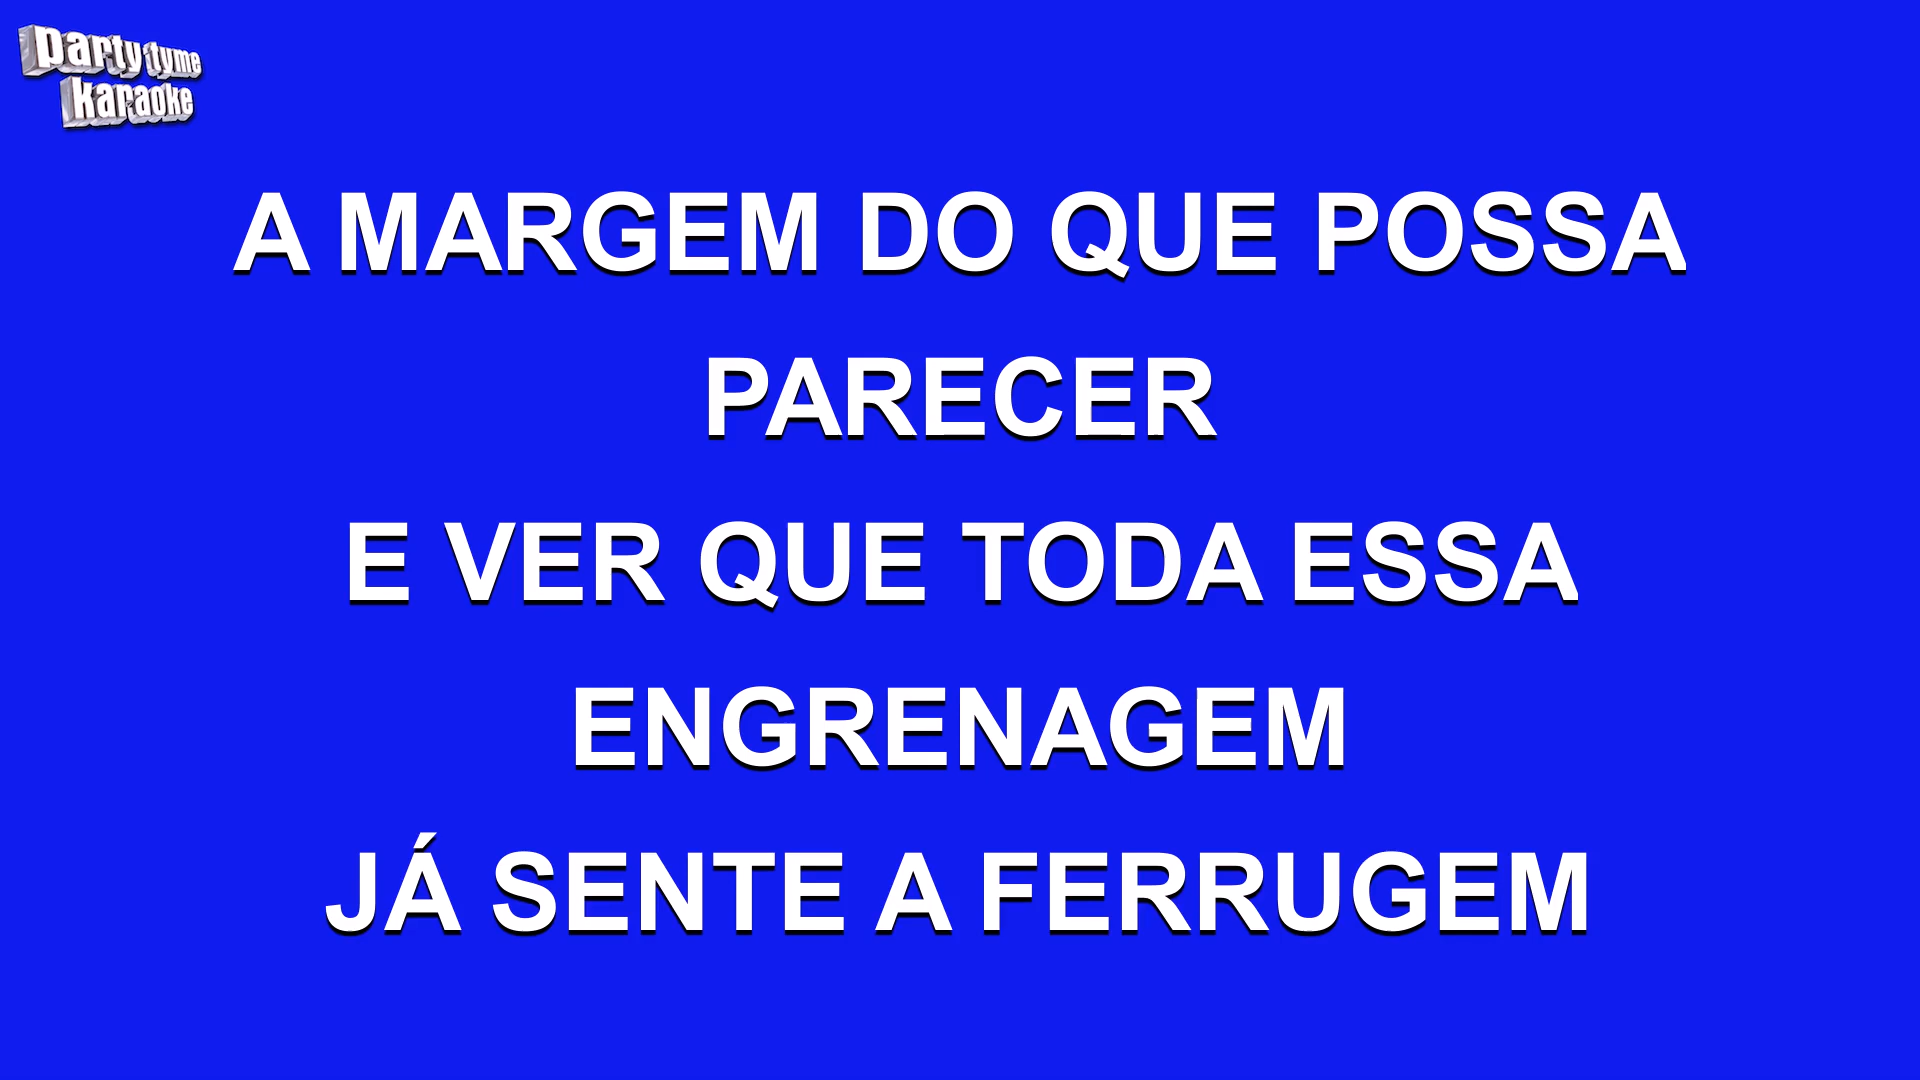 party tyme
karaoke
A MARGEM DO QUE POSSA
PARECER
E VER QUE TODA ESSA
ENGRENAGEM
JÁ SENTE A FERRUGEM